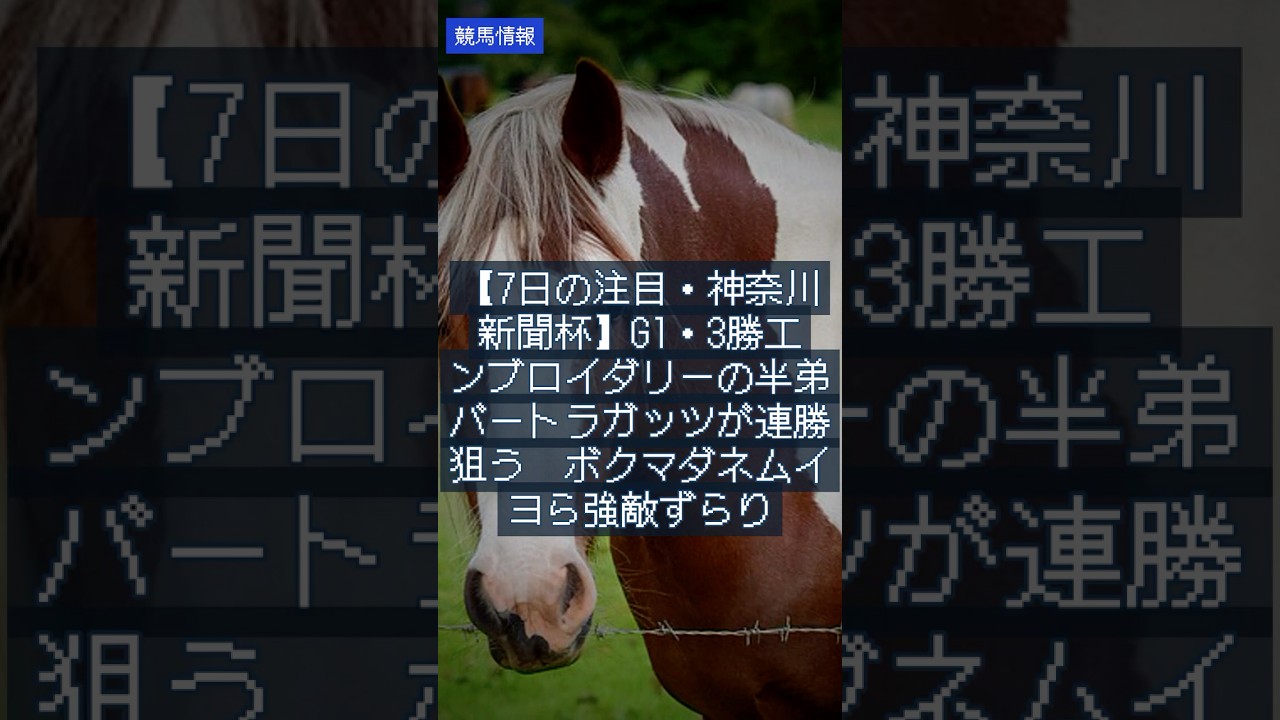 競馬情報
【7日の注目・神奈川
新聞杯】G1・3勝エ
ンブロイダリーの半弟
バートラガッツが連勝
狙う　ボクマダネムイ
ヨら強敵ずらり